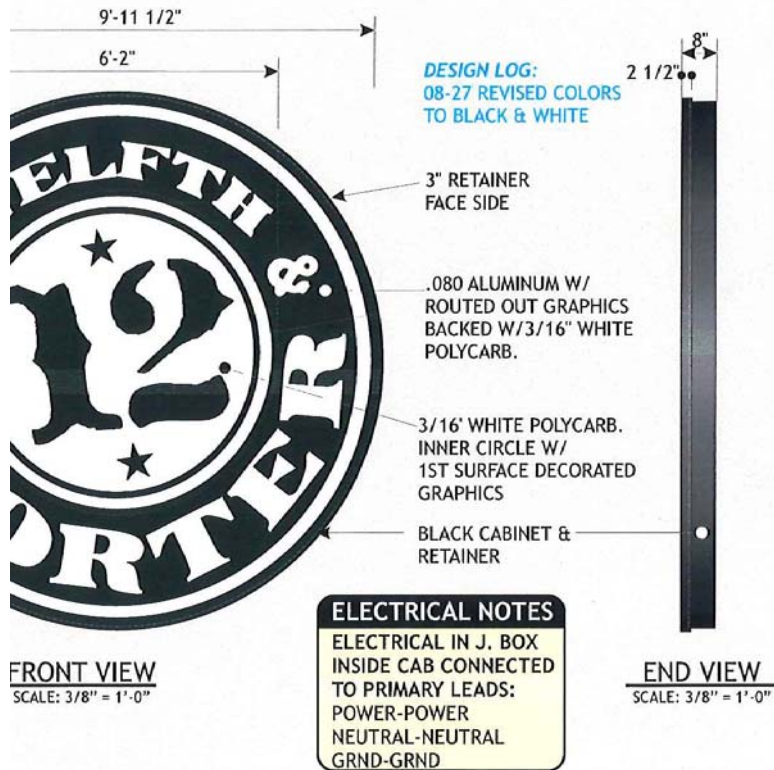 9'-11 1/2"
6'-2"
8"
2 1/2"
DESIGN LOG:
08-27 REVISED COLORS
TO BLACK & WHITE
ELFTH &
12
ORTER
3" RETAINER
FACE SIDE
.080 ALUMINUM W/
ROUTED OUT GRAPHICS
BACKED W/3/16" WHITE
POLYCARB.
3/16' WHITE POLYCARB.
INNER CIRCLE W/
1ST SURFACE DECORATED
GRAPHICS
BLACK CABINET &
RETAINER
ELECTRICAL NOTES
ELECTRICAL IN J. BOX
INSIDE CAB CONNECTED
TO PRIMARY LEADS:
POWER-POWER
NEUTRAL-NEUTRAL
GRND-GRND
FRONT VIEW
SCALE: 3/8" = 1'-0"
END VIEW
SCALE: 3/8" = 1'-0"